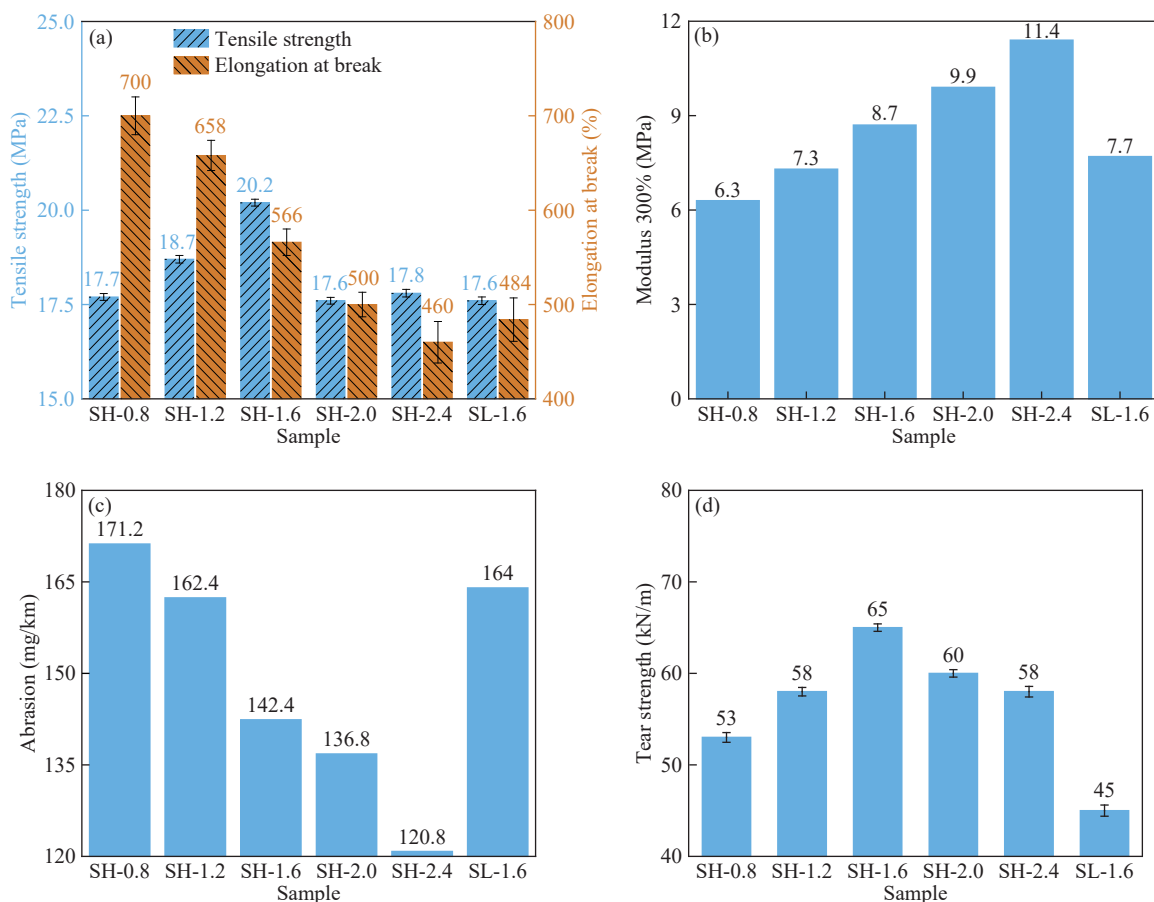 (a)
Tensile strength
Elongation at break
25.0
22.5
20.0
17.5
15.0
Tensile strength (MPa)
800
700
600
500
400
Elongation at break (%)
17.7
700
18.7
658
20.2
566
17.6
500
17.8
460
17.6
484
SH-0.8 SH-1.2 SH-1.6 SH-2.0 SH-2.4 SL-1.6
Sample
(b)
12
9
6
3
0
Modulus 300% (MPa)
6.3
7.3
8.7
9.9
11.4
7.7
SH-0.8 SH-1.2 SH-1.6 SH-2.0 SH-2.4 SL-1.6
Sample
(c)
180
165
150
135
120
Abrasion (mg/km)
171.2
162.4
142.4
136.8
120.8
164
SH-0.8 SH-1.2 SH-1.6 SH-2.0 SH-2.4 SL-1.6
Sample
(d)
80
70
60
50
40
Tear strength (kN/m)
53
58
65
60
58
45
SH-0.8 SH-1.2 SH-1.6 SH-2.0 SH-2.4 SL-1.6
Sample